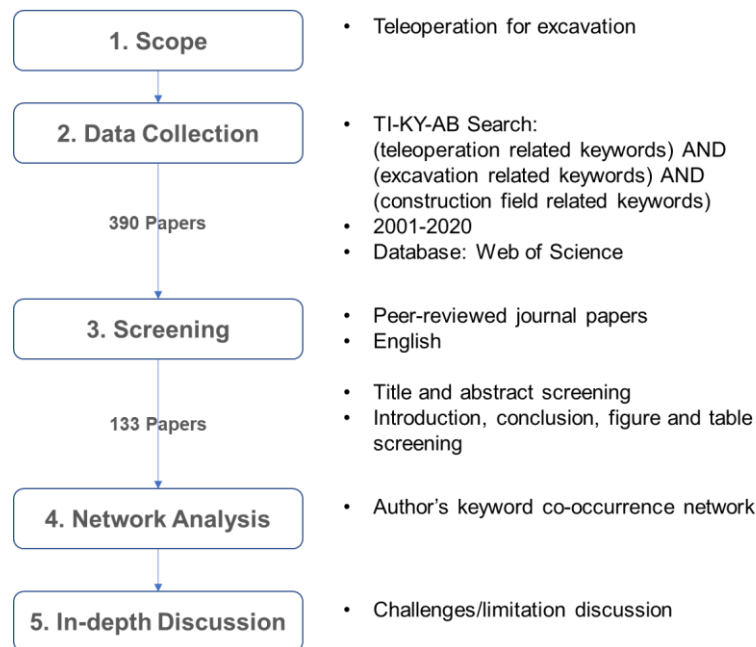 1. Scope
• Teleoperation for excavation
2. Data Collection
• TI-KY-AB Search:
(teleoperation related keywords) AND
(excavation related keywords) AND
(construction field related keywords)
• 2001-2020
• Database: Web of Science
390 Papers
3. Screening
• Peer-reviewed journal papers
• English
• Title and abstract screening
• Introduction, conclusion, figure and table
screening
133 Papers
4. Network Analysis
• Author’s keyword co-occurrence network
5. In-depth Discussion
• Challenges/limitation discussion